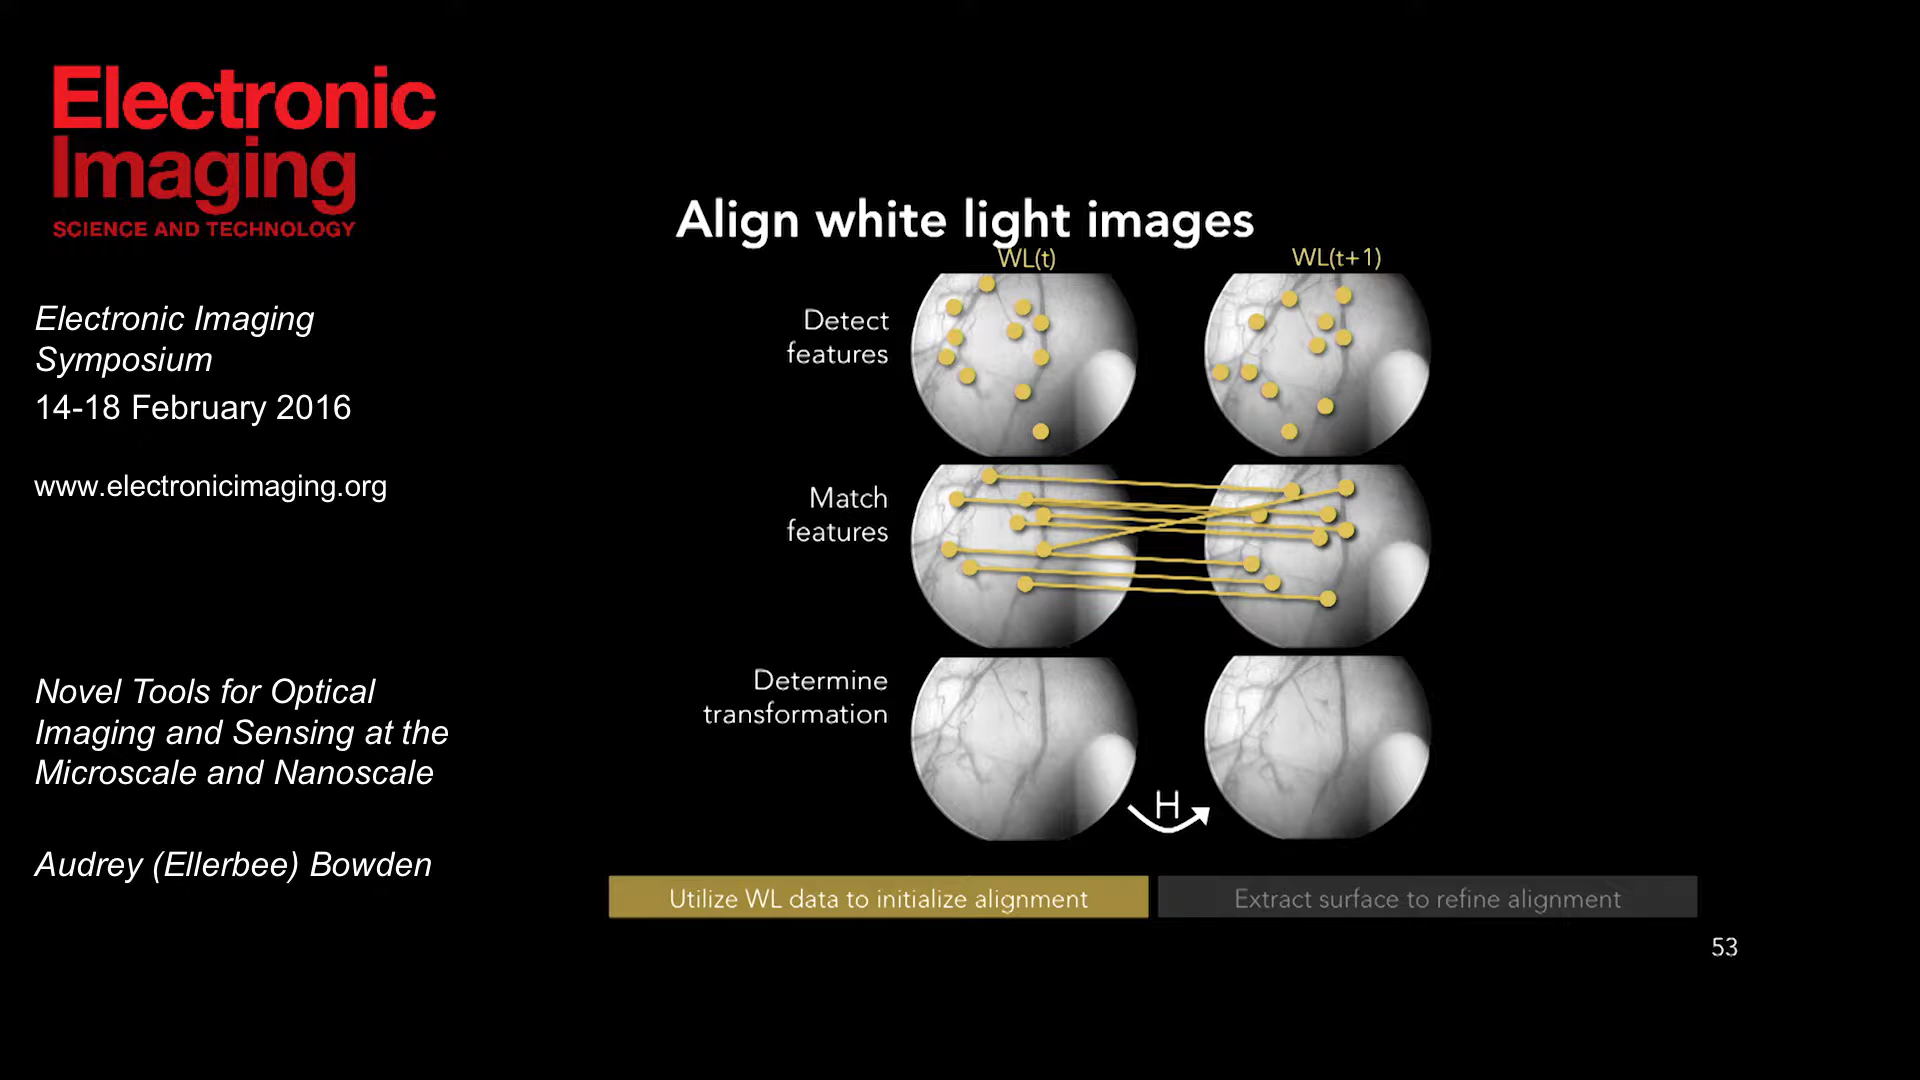 Electronic
Imaging
SCIENCE AND TECHNOLOGY
Electronic Imaging
Symposium
14-18 February 2016
www.electronicimaging.org
Novel Tools for Optical
Imaging and Sensing at the
Microscale and Nanoscale
Audrey (Ellerbee) Bowden
Align white light images
WL(t)
WL(t+1)
Detect
features
Match
features
Determine
transformation
H
Utilize WL data to initialize alignment
Extract surface to refine alignment
53